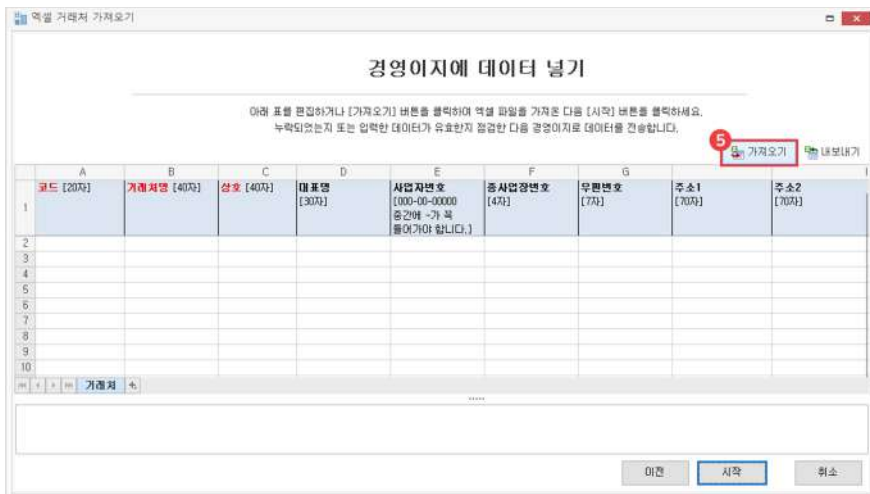 엑셀 거래처 가져오기
경영이지에 데이터 넣기
아래 표를 편집하거나 [가져오기] 버튼을 클릭하여 엑셀 파일을 가져온 다음 [시작] 버튼을 클릭하세요.
누락되었는지 또는 입력한 데이터가 유효한지 점검한 다음 경영이지로 데이터를 전송합니다.
5 가져오기 내보내기
A B C D E F G I
1 코드 [20자] 거래처명 [40자] 상호 [40자] 대표명 [30자] 사업자번호 [000-00-00000 중간에 -가 꼭 들어가야 합니다.] 종사업장번호 [4자] 우편번호 [7자] 주소1 [70자] 주소2 [70자]
2
3
4
5
6
7
8
9
10
거래처
이전 시작 취소